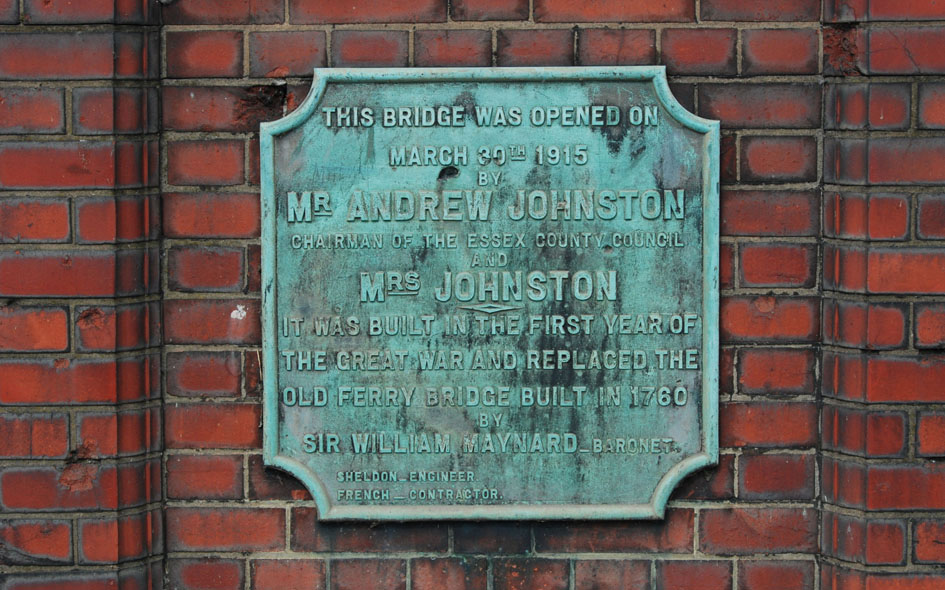 THIS BRIDGE WAS OPENED ON
MARCH 30TH 1915
BY
MR ANDREW JOHNSTON
CHAIRMAN OF THE ESSEX COUNTY COUNCIL
AND
MRS JOHNSTON
IT WAS BUILT IN THE FIRST YEAR OF
THE GREAT WAR AND REPLACED THE
OLD FERRY BRIDGE BUILT IN 1760
BY
SIR WILLIAM MAYNARD_BARONET.
SHELDON_ENGINEER
FRENCH_CONTRACTOR.